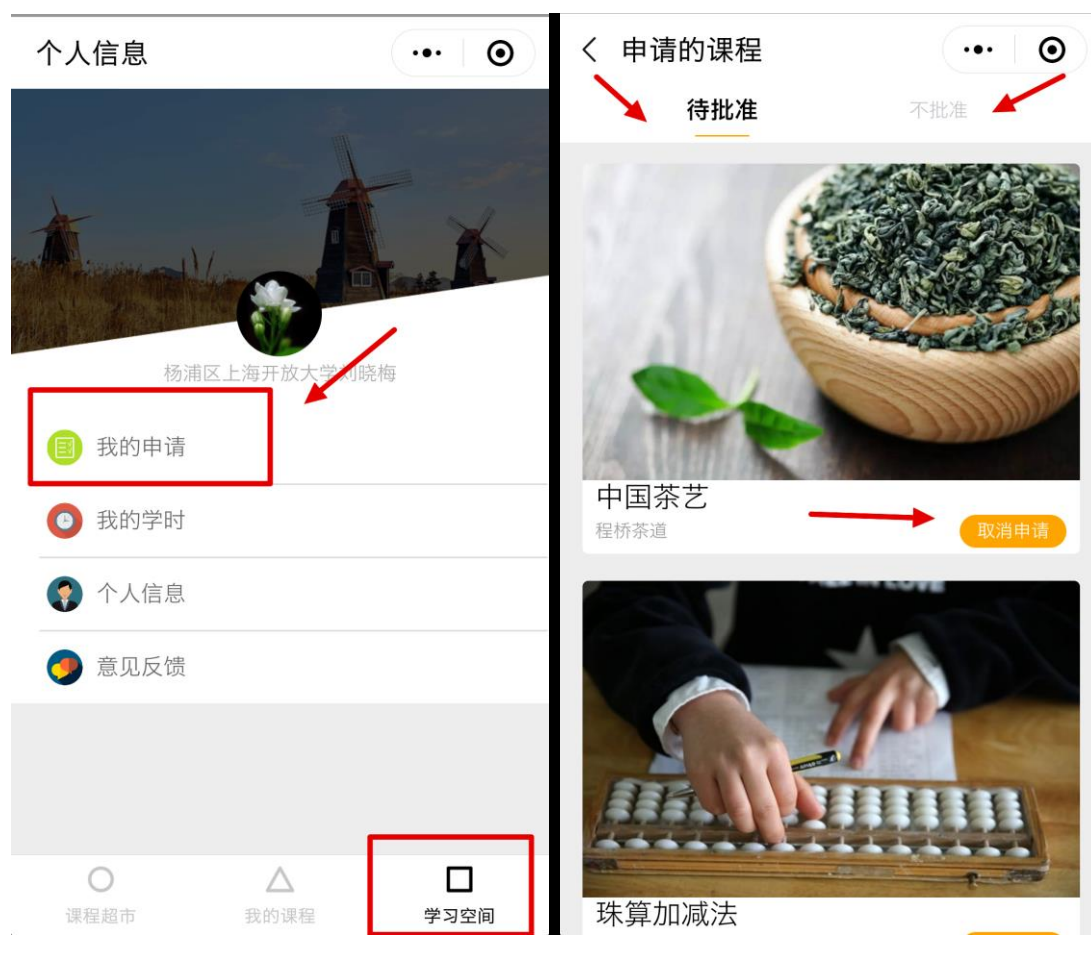 个人信息
杨浦区上海开放大学刘晓梅
我的申请
我的学时
个人信息
意见反馈
课程超市
我的课程
学习空间
申请的课程
待批准
不批准
中国茶艺
程桥茶道
取消申请
珠算加减法